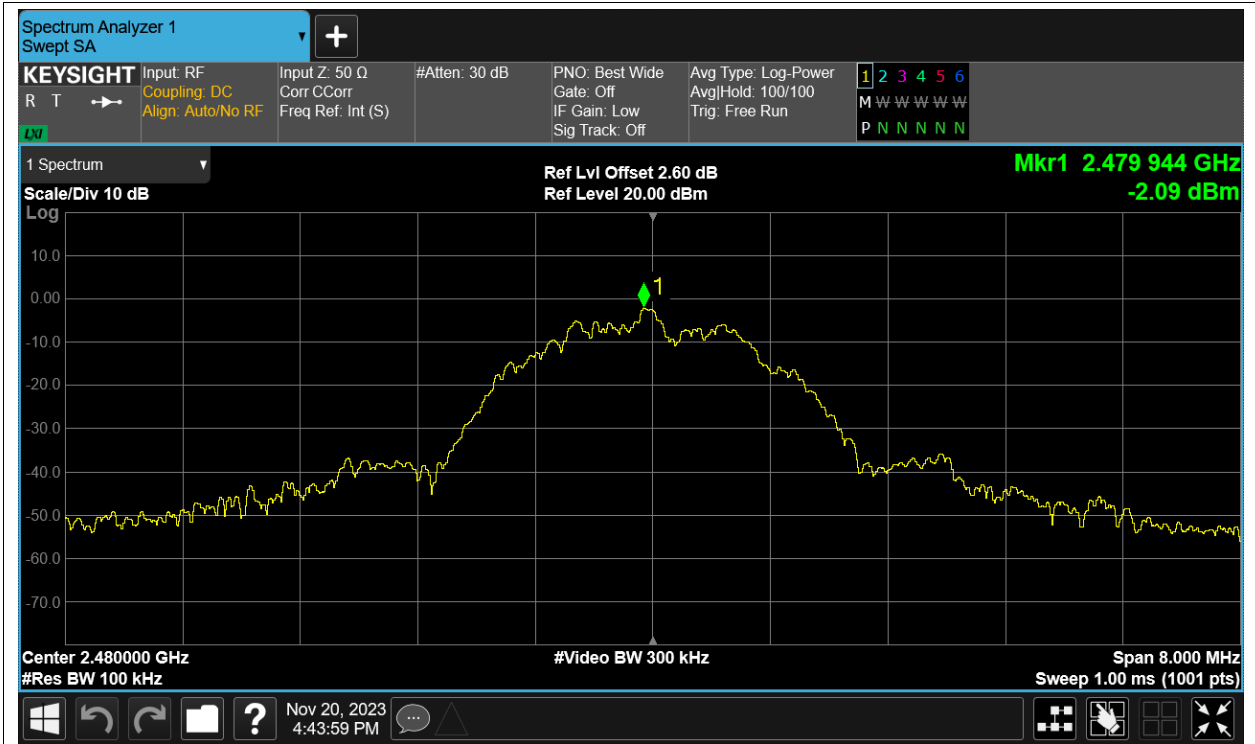 Spectrum Analyzer 1
Swept SA
KEYSIGHT
R T
LXI
Input: RF
Coupling: DC
Align: Auto/No RF
Input Z: 50 Ω
Corr CCorr
Freq Ref: Int (S)
#Atten: 30 dB
PNO: Best Wide
Gate: Off
IF Gain: Low
Sig Track: Off
Avg Type: Log-Power
Avg|Hold: 100/100
Trig: Free Run
1 2 3 4 5 6
M W W W W W
P N N N N N
1 Spectrum
Scale/Div 10 dB
Log
Ref Lvl Offset 2.60 dB
Ref Level 20.00 dBm
Mkr1 2.479 944 GHz
-2.09 dBm
1
10.0
0.00
-10.0
-20.0
-30.0
-40.0
-50.0
-60.0
-70.0
Center 2.480000 GHz
#Video BW 300 kHz
Span 8.000 MHz
#Res BW 100 kHz
Sweep 1.00 ms (1001 pts)
?
Nov 20, 2023
4:43:59 PM